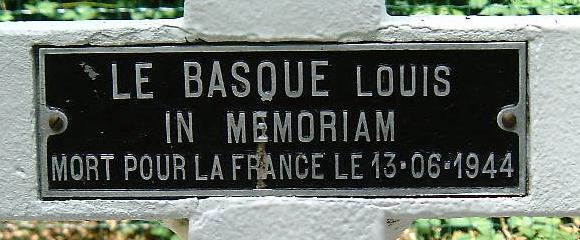 LE BASQUE LOUIS
IN MEMORIAM
MORT POUR LA FRANCE LE 13-06-1944